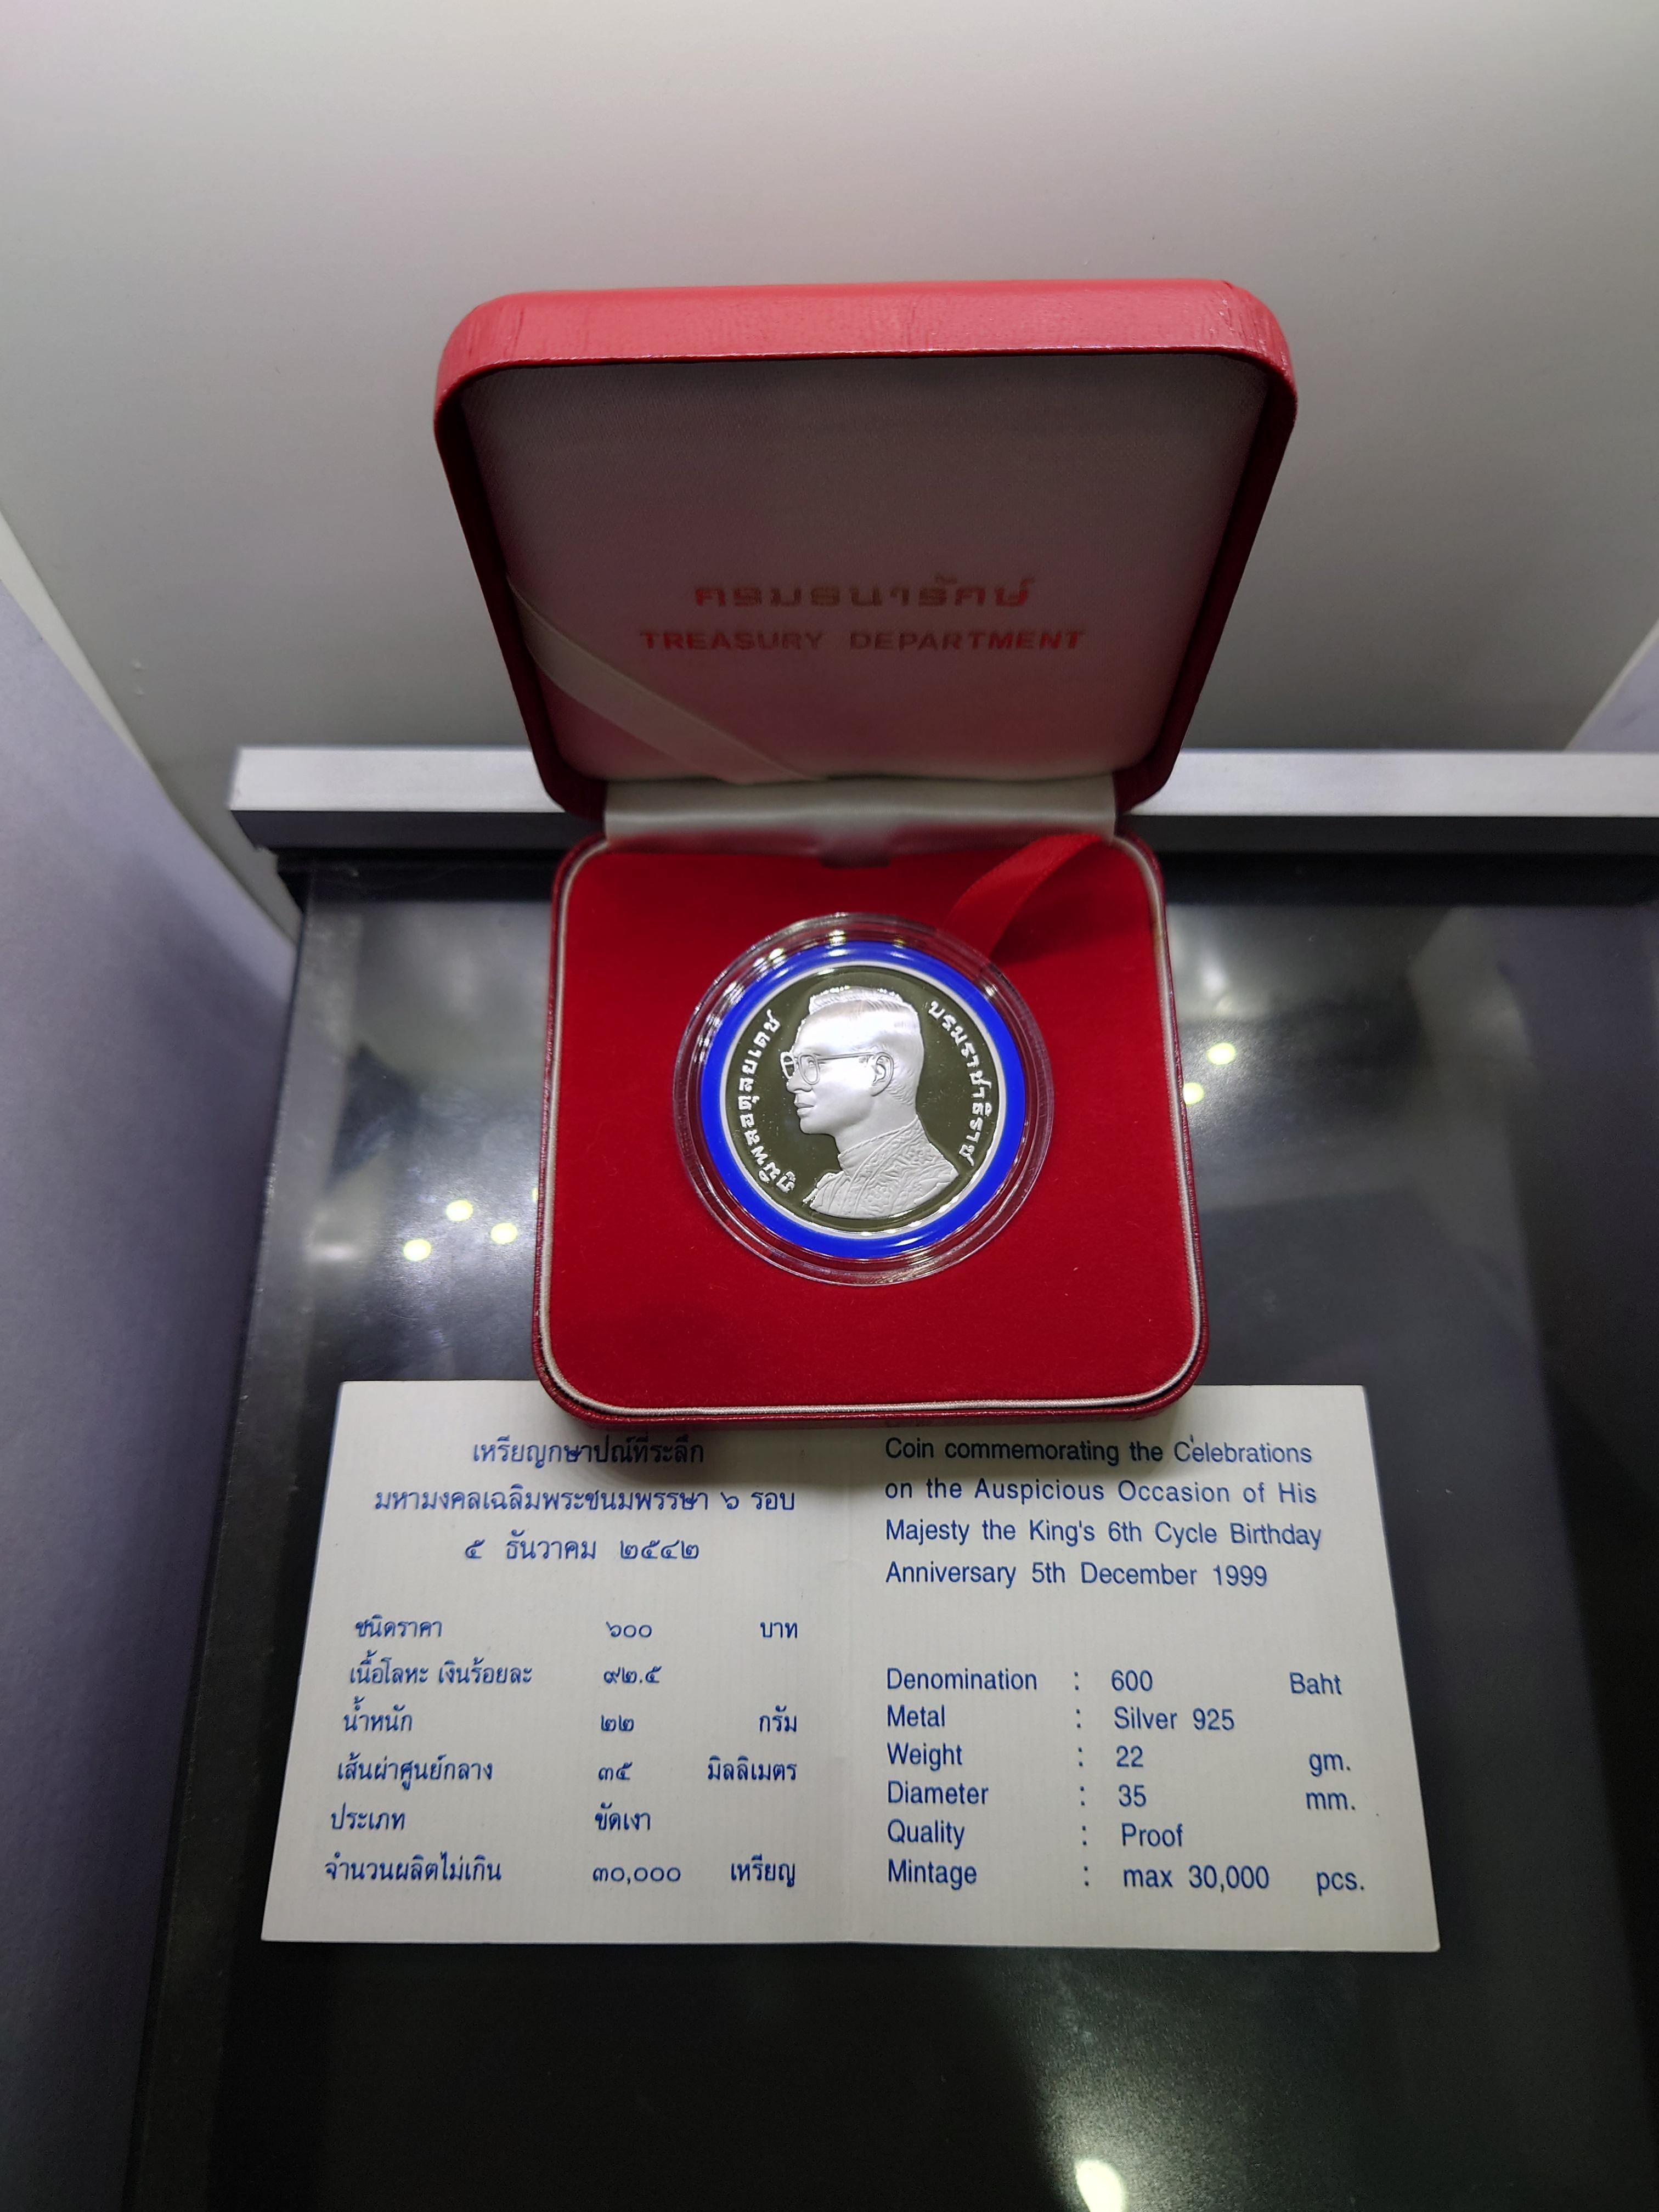 กรมธนารักษ์
TREASURY DEPARTMENT
ภูมิพลอดุลยเดช
บรมราชาธิราช
เหรียญกษาปณ์ที่ระลึก
มหามงคลเฉลิมพระชนมพรรษา ๖ รอบ
๕ ธันวาคม ๒๕๔๒
ชนิดราคา ๖๐๐ บาท
เนื้อโลหะ เงินร้อยละ ๙๒.๕
น้ำหนัก ๒๒ กรัม
เส้นผ่าศูนย์กลาง ๓๕ มิลลิเมตร
ประเภท ขัดเงา
จำนวนผลิตไม่เกิน ๓๐,๐๐๐ เหรียญ
Coin commemorating the Celebrations
on the Auspicious Occasion of His
Majesty the King's 6th Cycle Birthday
Anniversary 5th December 1999
Denomination : 600 Baht
Metal : Silver 925
Weight : 22 gm.
Diameter : 35 mm.
Quality : Proof
Mintage : max 30,000 pcs.